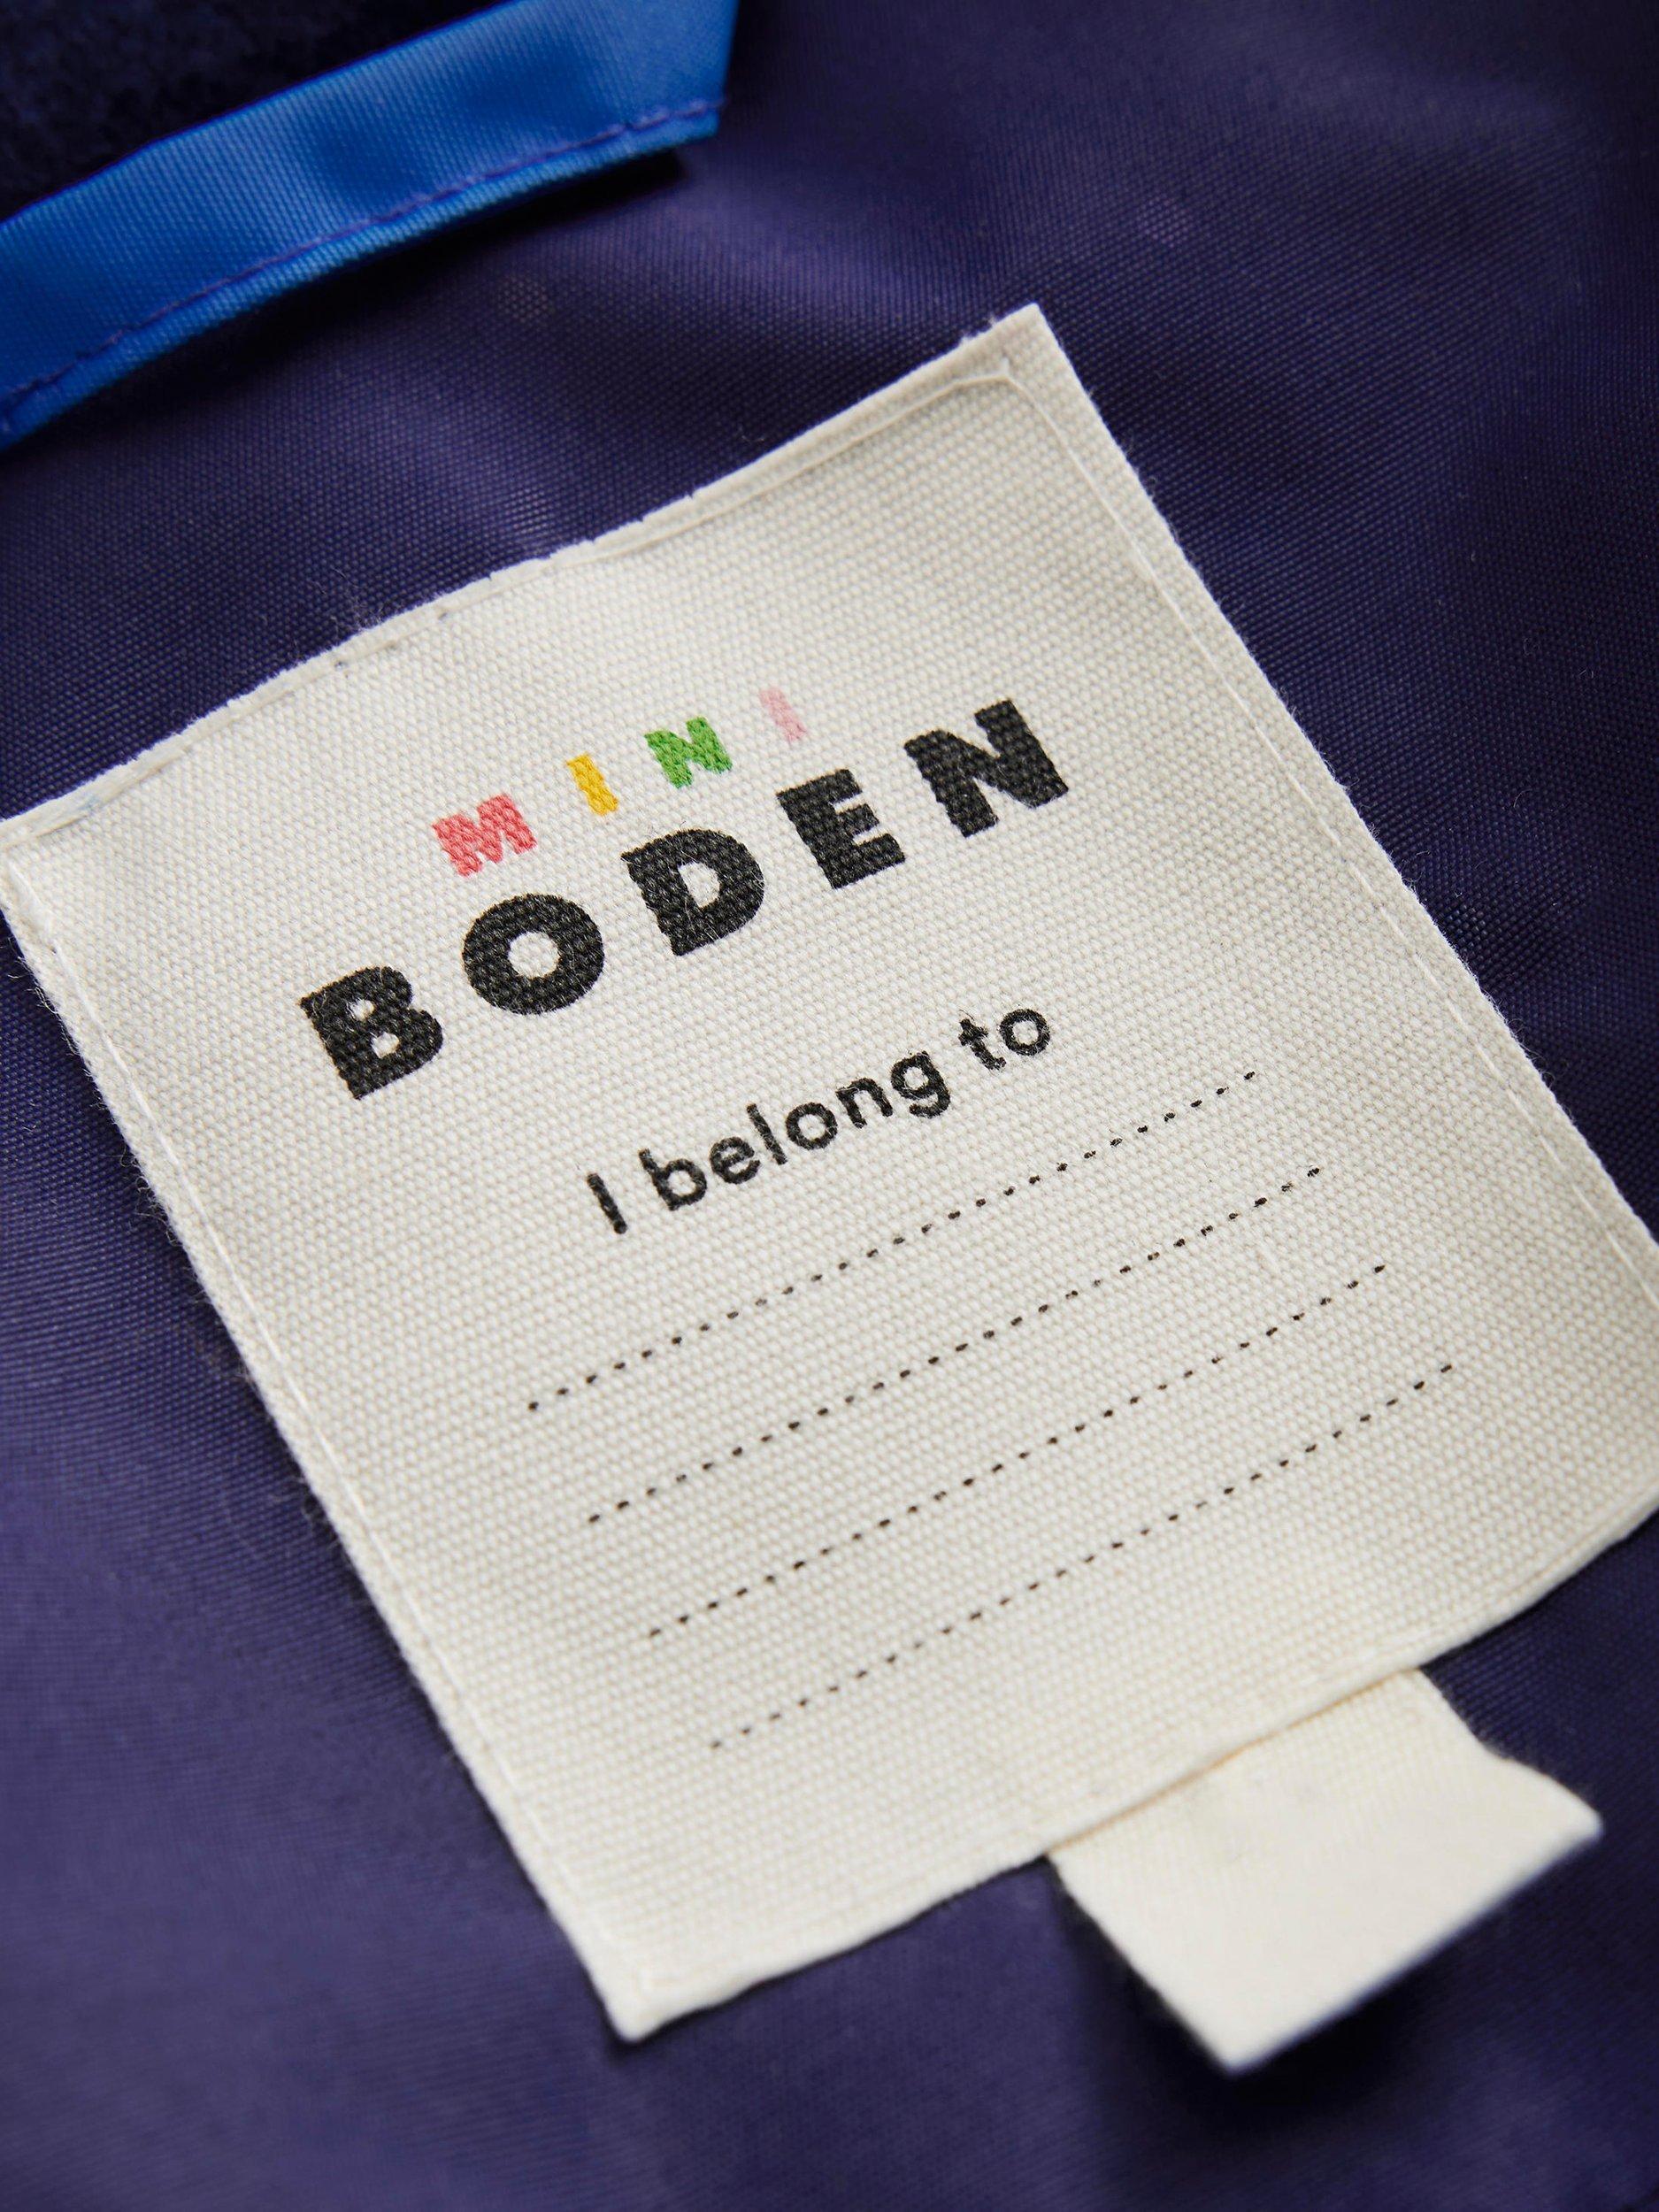 MINI
BODEN
I belong to